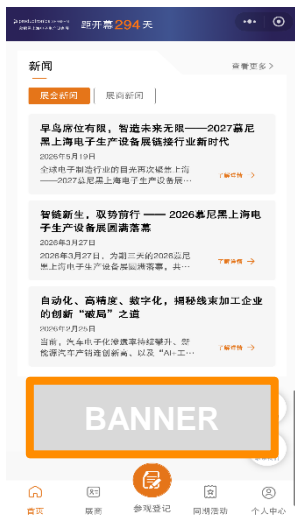 productronica
距开幕294天
新闻
查看更多>
展会新闻
展商新闻
早鸟席位有限，智造未来无限——2027慕尼
黑上海电子生产设备展链接行业新时代
2026年5月19日
全球电子制造行业的目光再次聚焦上海
——2027慕尼黑上海电子生产设备展…
了解详情 →
智链新生，驭势前行 —— 2026慕尼黑上海电
子生产设备展圆满落幕
2026年3月27日
2026年3月27日，为期三天的2026慕尼
黑上海电子生产设备展圆满落幕，共…
了解详情 →
自动化、高精度、数字化，揭秘线束加工企业
的创新“破局”之道
2026年2月25日
当前，汽车电子化渗透率持续攀升、新
能源汽车产销连创新高、以及“AI+工…
了解详情 →
BANNER
首页
展商
参观登记
同期活动
个人中心